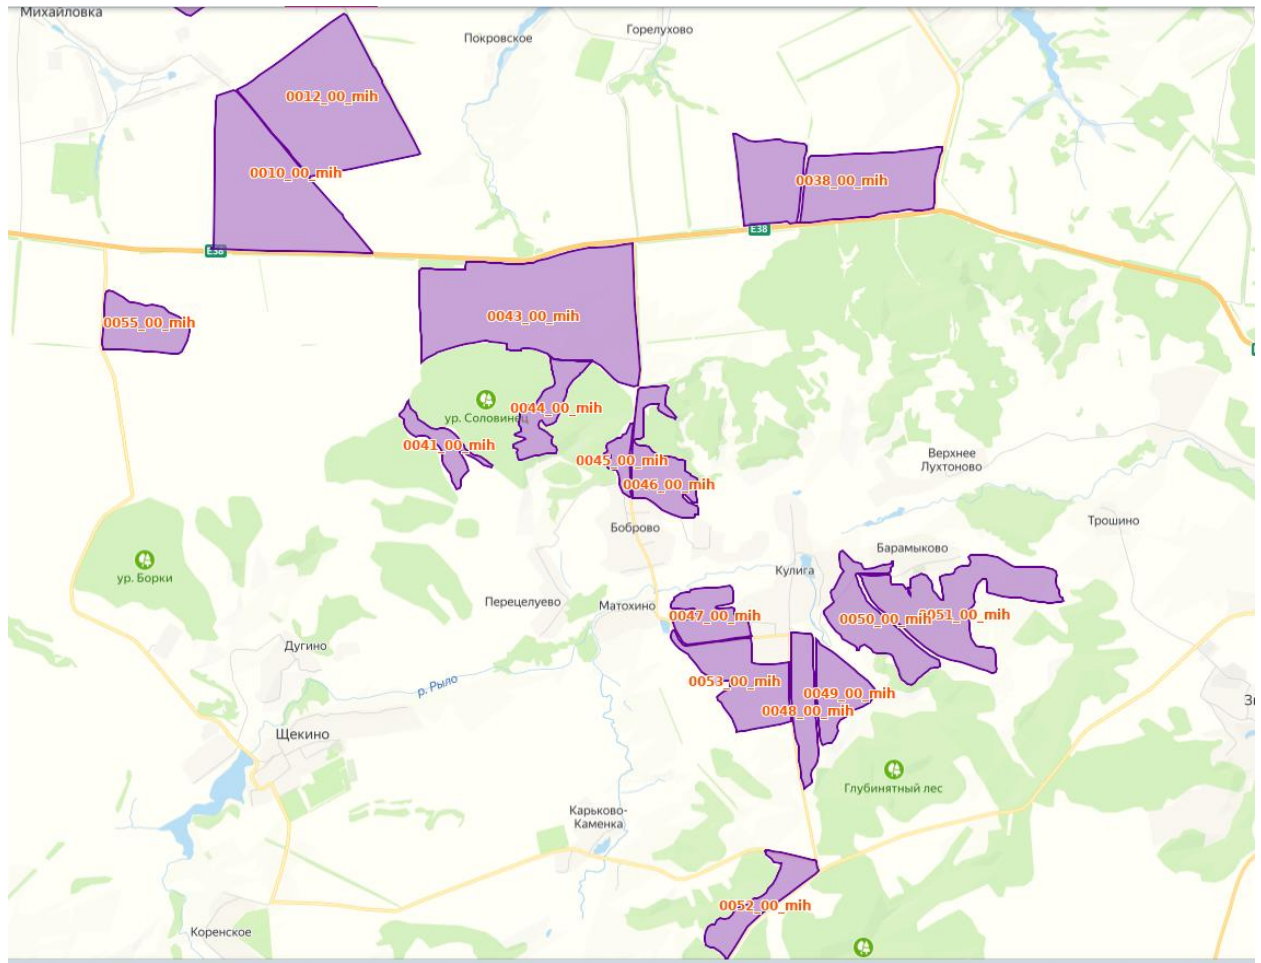 Михайловка
Покровское
Горелухово
0012_00_mih
0010_00_mih
0038_00_mih
E38
E38
0055_00_mih
0043_00_mih
ур. Соловинец
0044_00_mih
0041_00_mih
0045_00_mih
0046_00_mih
Верхнее
Лухтоново
Трошино
Боброво
Барамыково
ур. Борки
Кулига
Перецелуево
Матохино
0047_00_mih
0050_00_mih
0051_00_mih
Дугино
р. Рыло
0053_00_mih
0049_00_mih
0048_00_mih
Щекино
Глубинятный лес
Карьково-
Каменка
0052_00_mih
Коренское